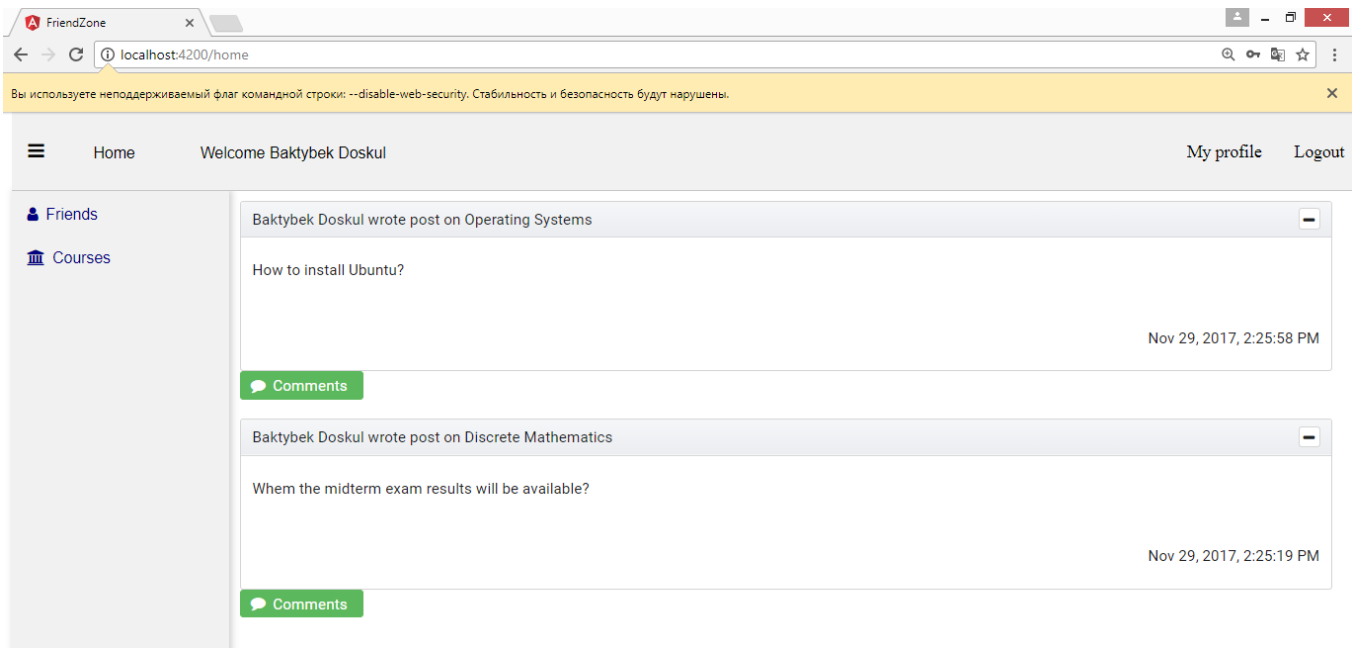 FriendZone
localhost:4200/home
Вы используете неподдерживаемый флаг командной строки: --disable-web-security. Стабильность и безопасность будут нарушены.
Home Welcome Baktybek Doskul My profile Logout
Friends
Courses
Baktybek Doskul wrote post on Operating Systems
How to install Ubuntu?
Nov 29, 2017, 2:25:58 PM
Comments
Baktybek Doskul wrote post on Discrete Mathematics
Whem the midterm exam results will be available?
Nov 29, 2017, 2:25:19 PM
Comments